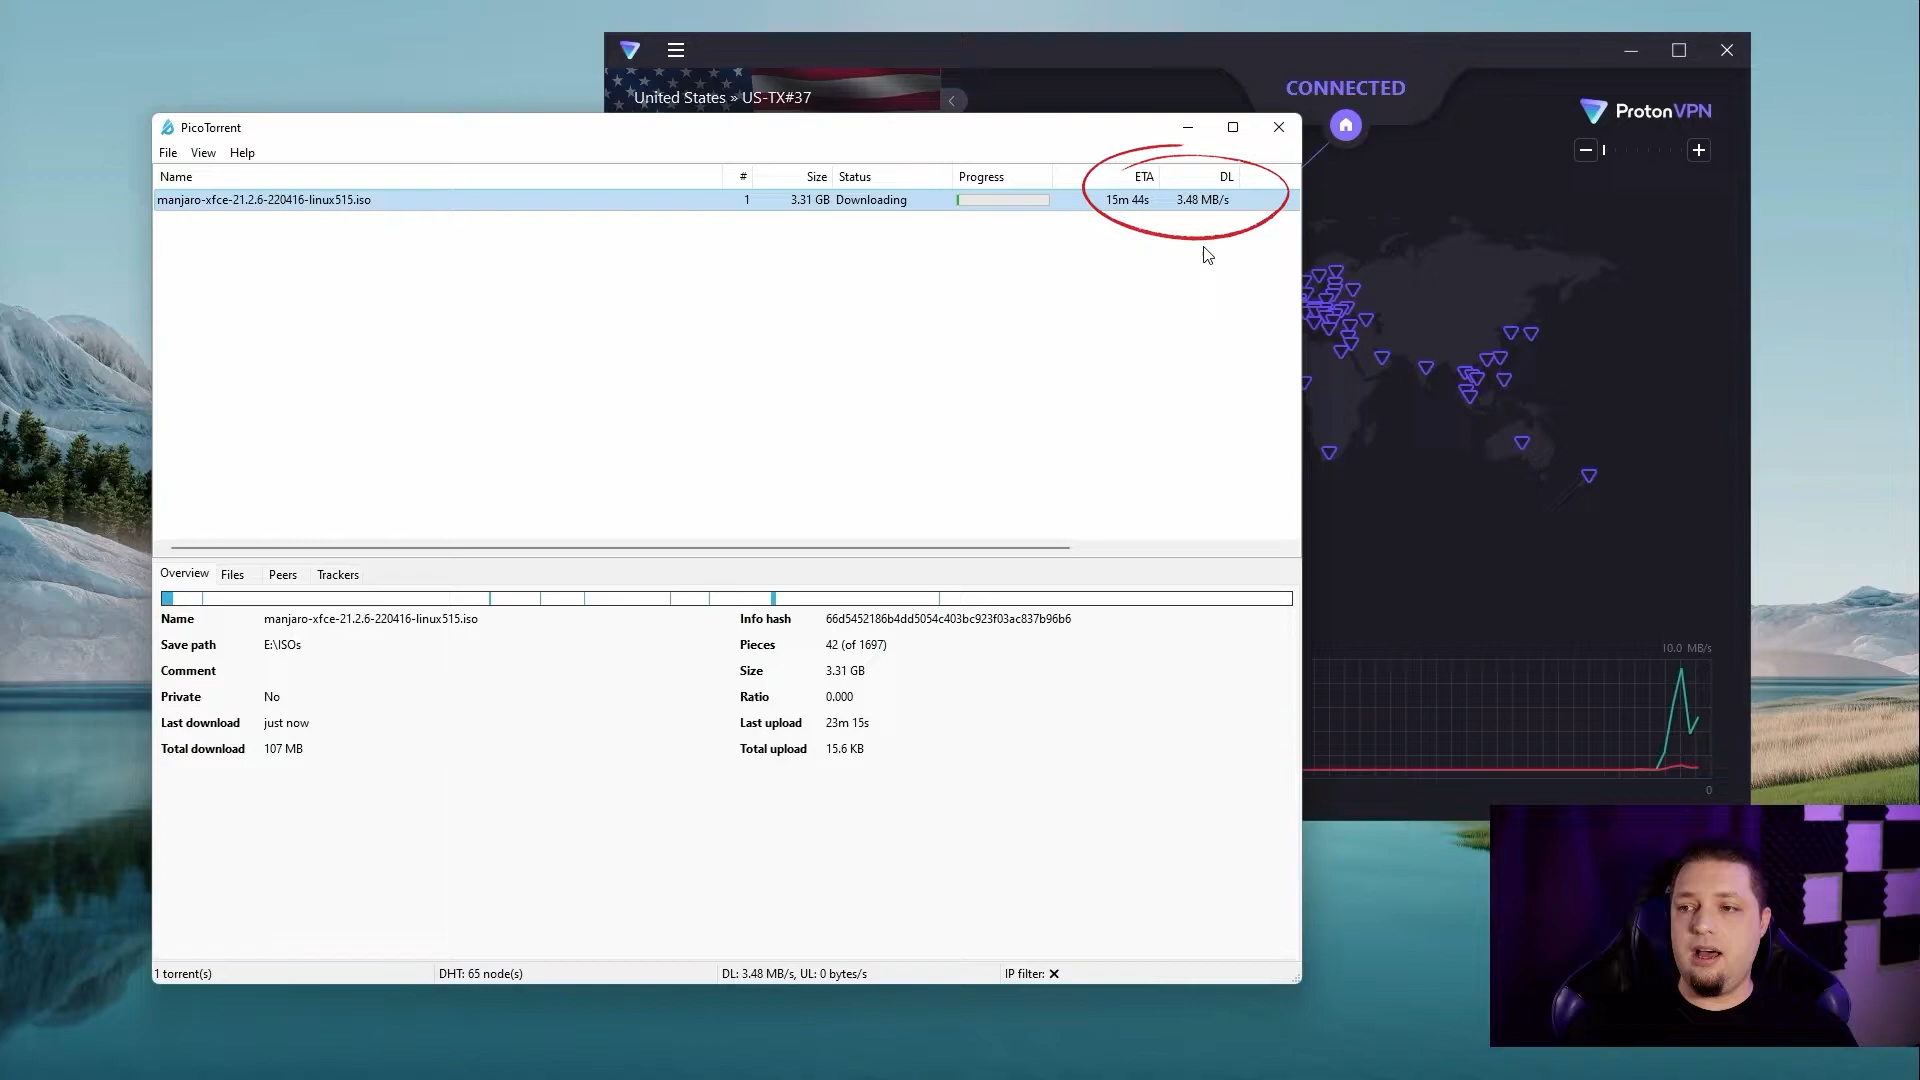 United States » US-TX#37
CONNECTED
ProtonVPN
PicoTorrent
File View Help
Name # Size Status Progress ETA DL
manjaro-xfce-21.2.6-220416-linux515.iso 1 3.31 GB Downloading 15m 44s 3.48 MB/s
Overview Files Peers Trackers
Name manjaro-xfce-21.2.6-220416-linux515.iso Info hash 66d5452186b4dd5054c403bc923f03ac837b96b6
Save path E:\ISOs Pieces 42 (of 1697)
Comment Size 3.31 GB
Private No Ratio 0.000
Last download just now Last upload 23m 15s
Total download 107 MB Total upload 15.6 KB
1 torrent(s) DHT: 65 node(s) DL: 3.48 MB/s, UL: 0 bytes/s IP filter:
10.0 MB/s
0